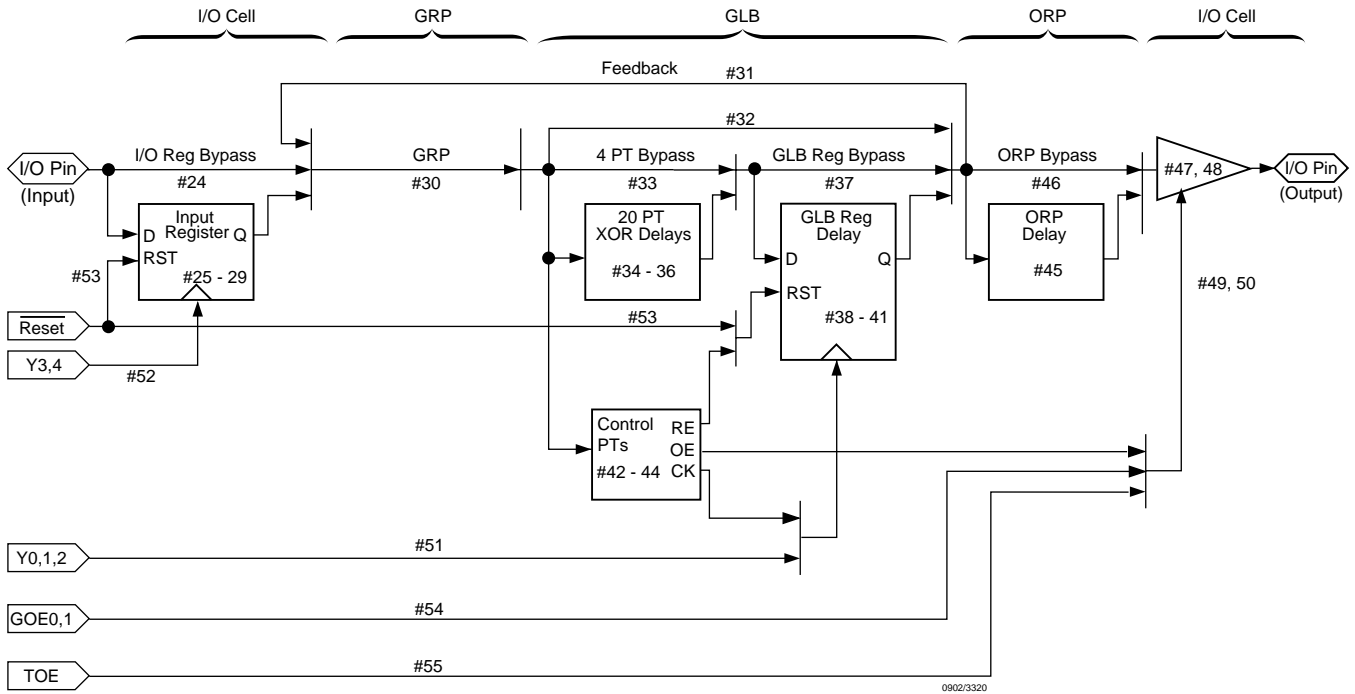 I/O Cell
GRP
GLB
ORP
I/O Cell
Feedback
#31
#32
I/O Pin
(Input)
I/O Reg Bypass
#24
GRP
#30
4 PT Bypass
#33
GLB Reg Bypass
#37
ORP Bypass
#46
#47, 48
I/O Pin
(Output)
Input
Register
D
Q
RST
#25 - 29
20 PT
XOR Delays
#34 - 36
GLB Reg
Delay
D
Q
RST
#38 - 41
ORP
Delay
#45
#53
#49, 50
Reset
#53
Y3,4
#52
Control
PTs
#42 - 44
RE
OE
CK
Y0,1,2
#51
GOE0,1
#54
TOE
#55
0902/3320